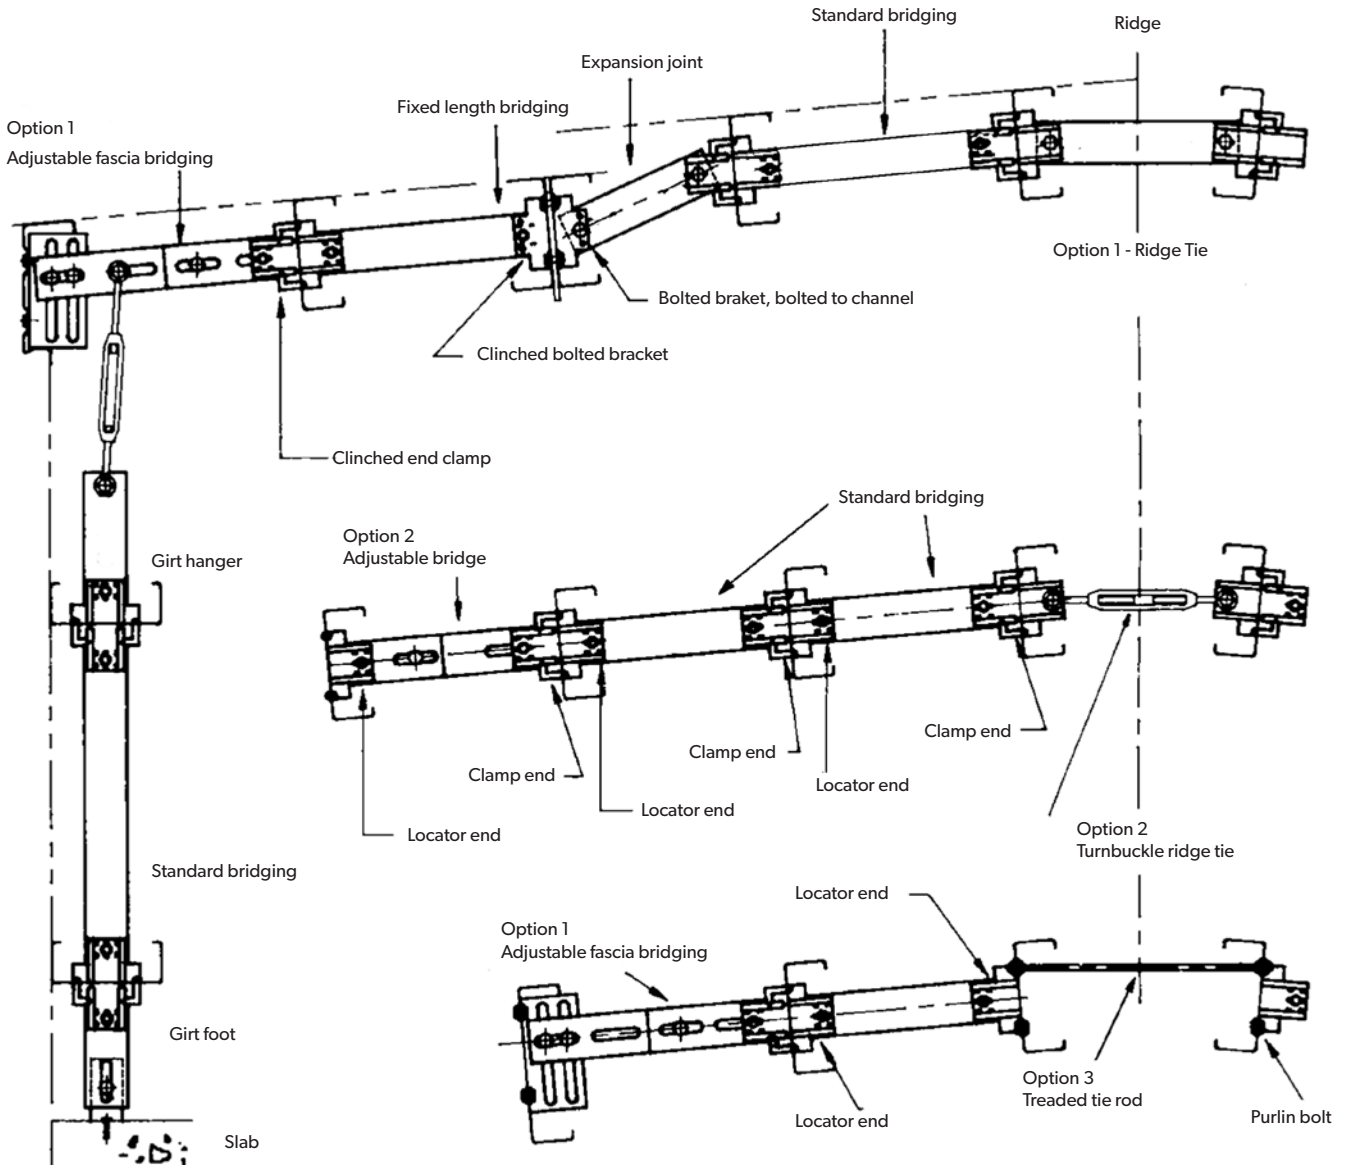 Standard bridging
Ridge
Expansion joint
Fixed length bridging
Option 1
Adjustable fascia bridging
Option 1 - Ridge Tie
Bolted braket, bolted to channel
Clinched bolted bracket
Clinched end clamp
Standard bridging
Option 2
Adjustable bridge
Girt hanger
Clamp end
Clamp end
Clamp end
Locator end
Locator end
Locator end
Option 2
Turnbuckle ridge tie
Standard bridging
Locator end
Option 1
Adjustable fascia bridging
Girt foot
Option 3
Treaded tie rod
Purlin bolt
Locator end
Slab